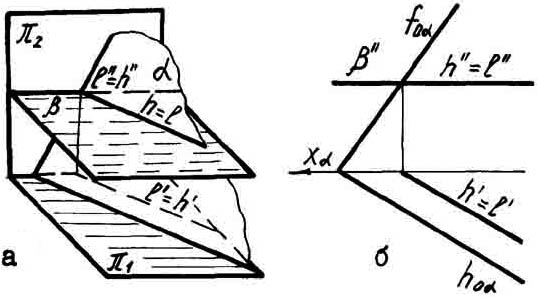 π₂
ℓ''=h''
α
β
h=ℓ
ℓ'=h'
π₁
а
f₀α
β''
h''=ℓ''
Xα
h'=ℓ'
h₀α
б